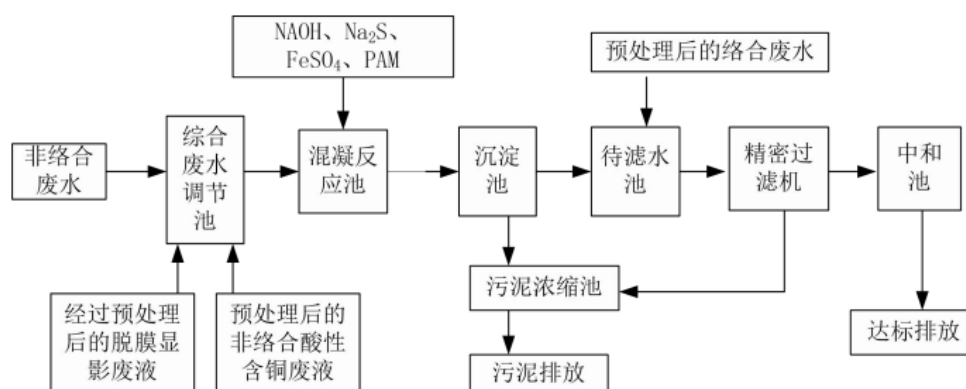 NAOH、Na₂S、
FeSO₄、PAM
预处理后的络合废水
非络合
废水
综合
废水
调节
池
混凝反
应池
沉淀
池
待滤水
池
精密过
滤机
中和
池
污泥浓缩池
经过预处理
后的脱膜显
影废液
预处理后的
非络合酸性
含铜废液
污泥排放
达标排放